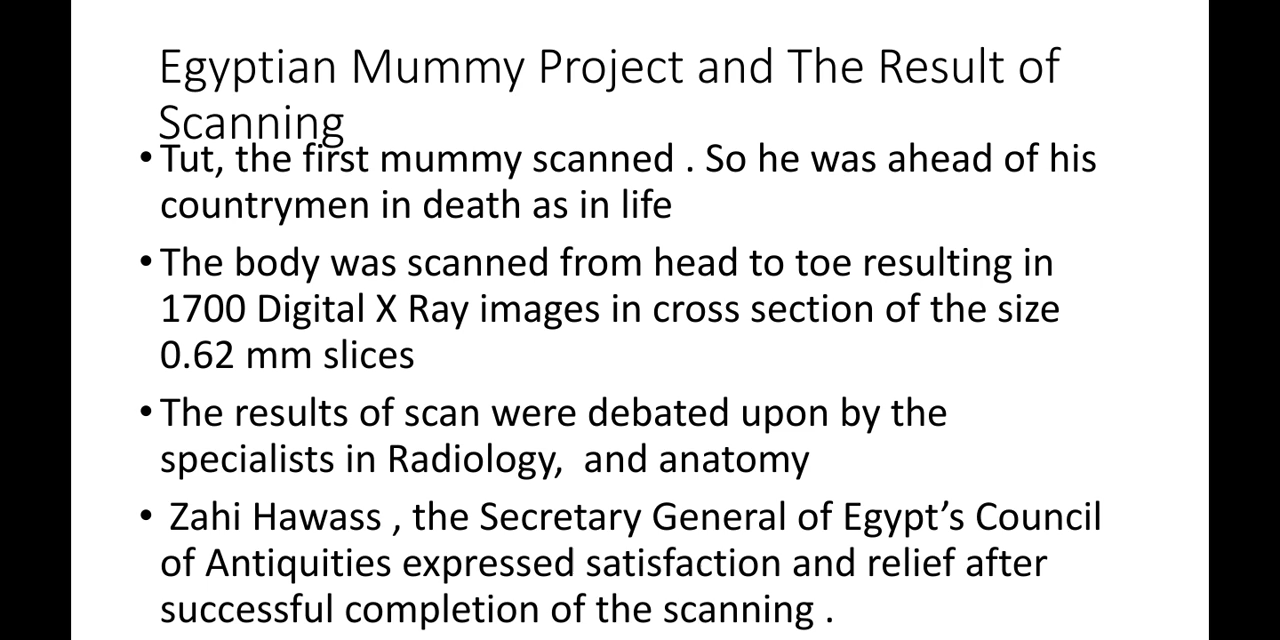 Egyptian Mummy Project and The Result of
Scanning
•Tut, the first mummy scanned . So he was ahead of his
countrymen in death as in life
•The body was scanned from head to toe resulting in
1700 Digital X Ray images in cross section of the size
0.62 mm slices
•The results of scan were debated upon by the
specialists in Radiology,  and anatomy
• Zahi Hawass , the Secretary General of Egypt’s Council
of Antiquities expressed satisfaction and relief after
successful completion of the scanning .